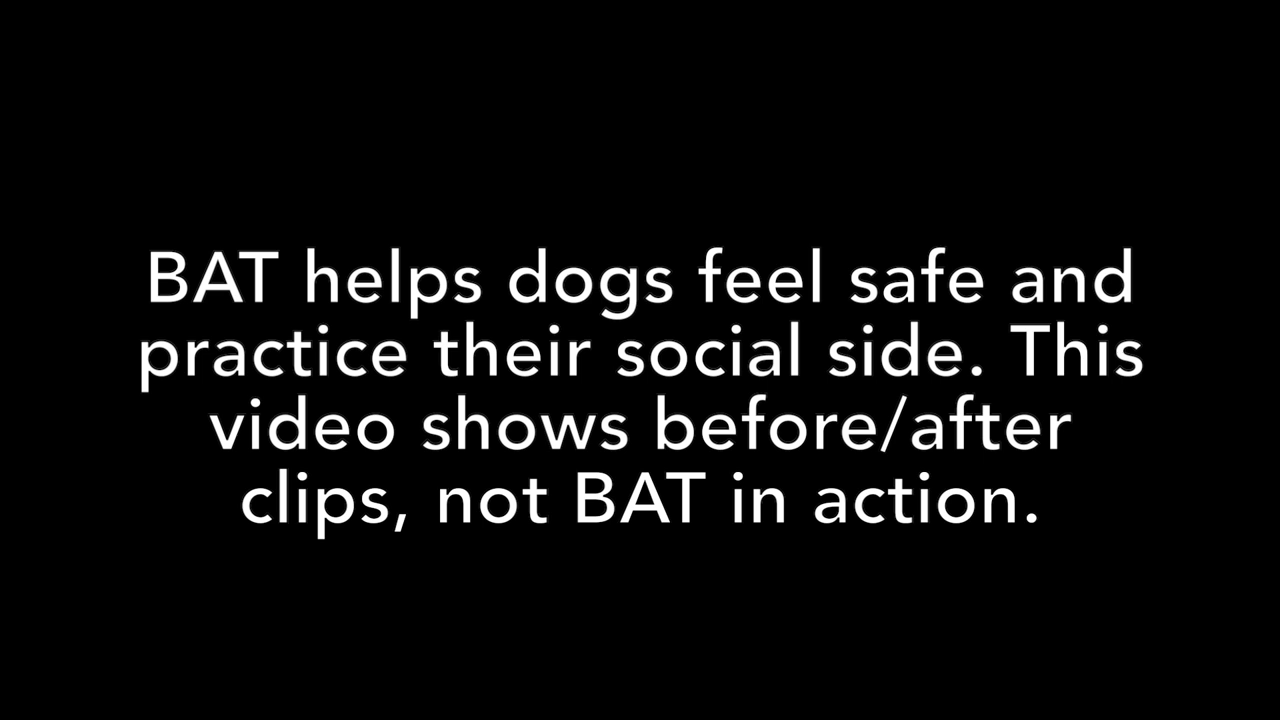 BAT helps dogs feel safe and
practice their social side. This
video shows before/after
clips, not BAT in action.